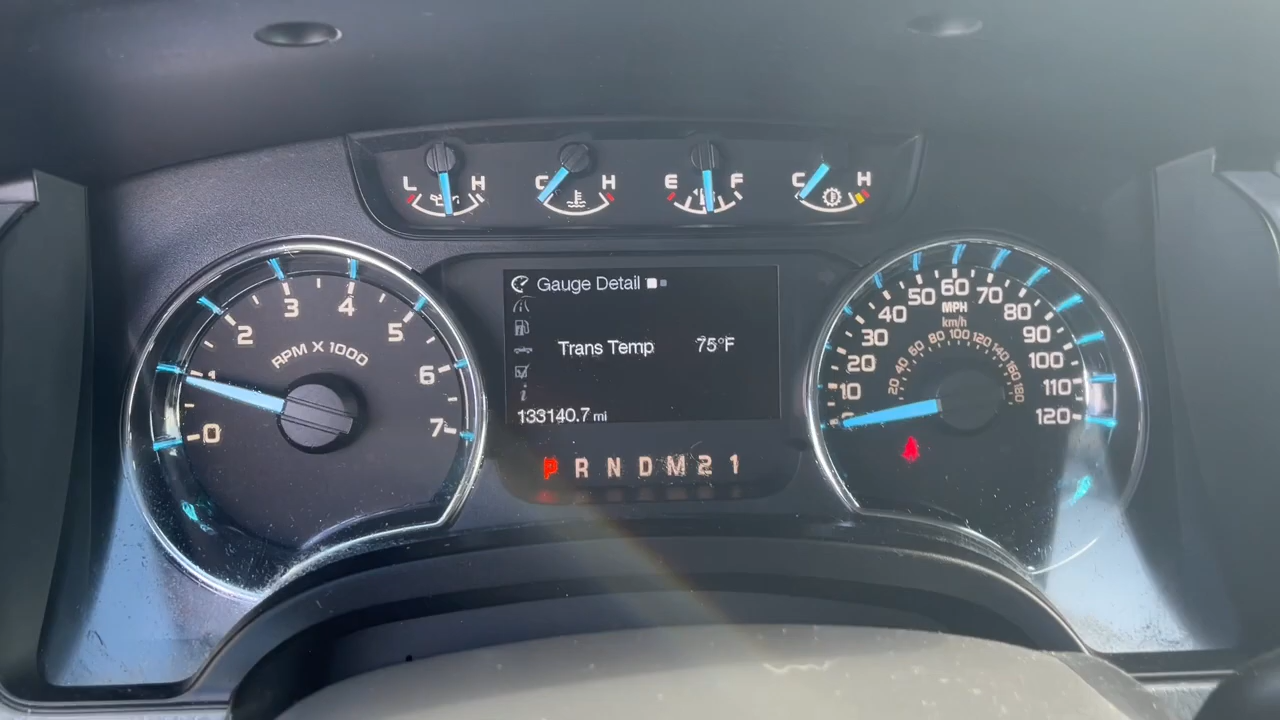 L H C H E F C H
Gauge Detail
Trans Temp 75°F
133140.7 mi
P R N D M 2 1
0 1 2 3 4 5 6 7
RPM X 1000
10 20 30 40 50 60 70 80 90 100 110 120
MPH
km/h
20 40 60 80 100 120 140 160 180